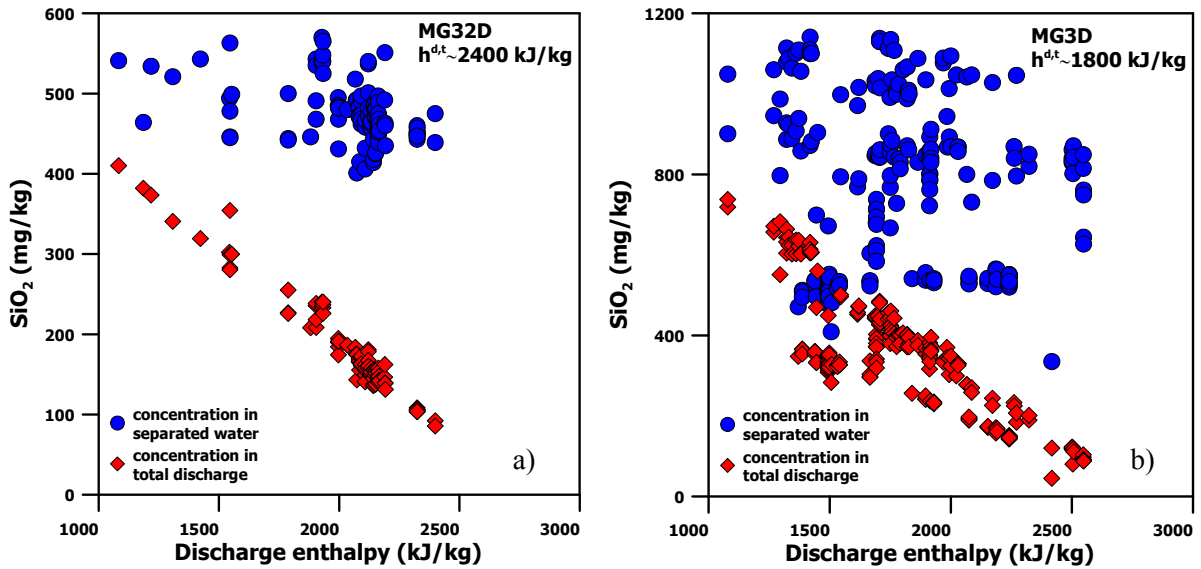 MG32D
h^{d,t}~2400 kJ/kg
600
500
400
300
200
100
0
SiO₂ (mg/kg)
concentration in
separated water
concentration in
total discharge
a)
1000 1500 2000 2500 3000
Discharge enthalpy (kJ/kg)
MG3D
h^{d,t}~1800 kJ/kg
1200
800
400
0
SiO₂ (mg/kg)
concentration in
separated water
concentration in
total discharge
b)
1000 1500 2000 2500 3000
Discharge enthalpy (kJ/kg)